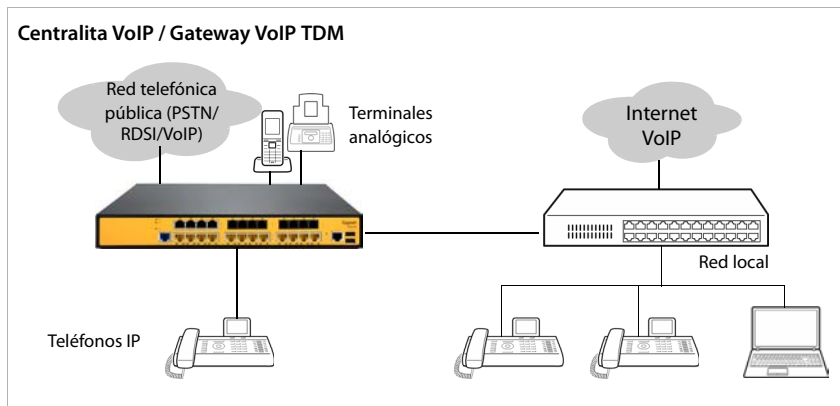 Centralita VoIP / Gateway VoIP TDM
Red telefónica
pública (PSTN/
RDSI/VoIP)
Terminales
analógicos
Internet
VoIP
Red local
Teléfonos IP